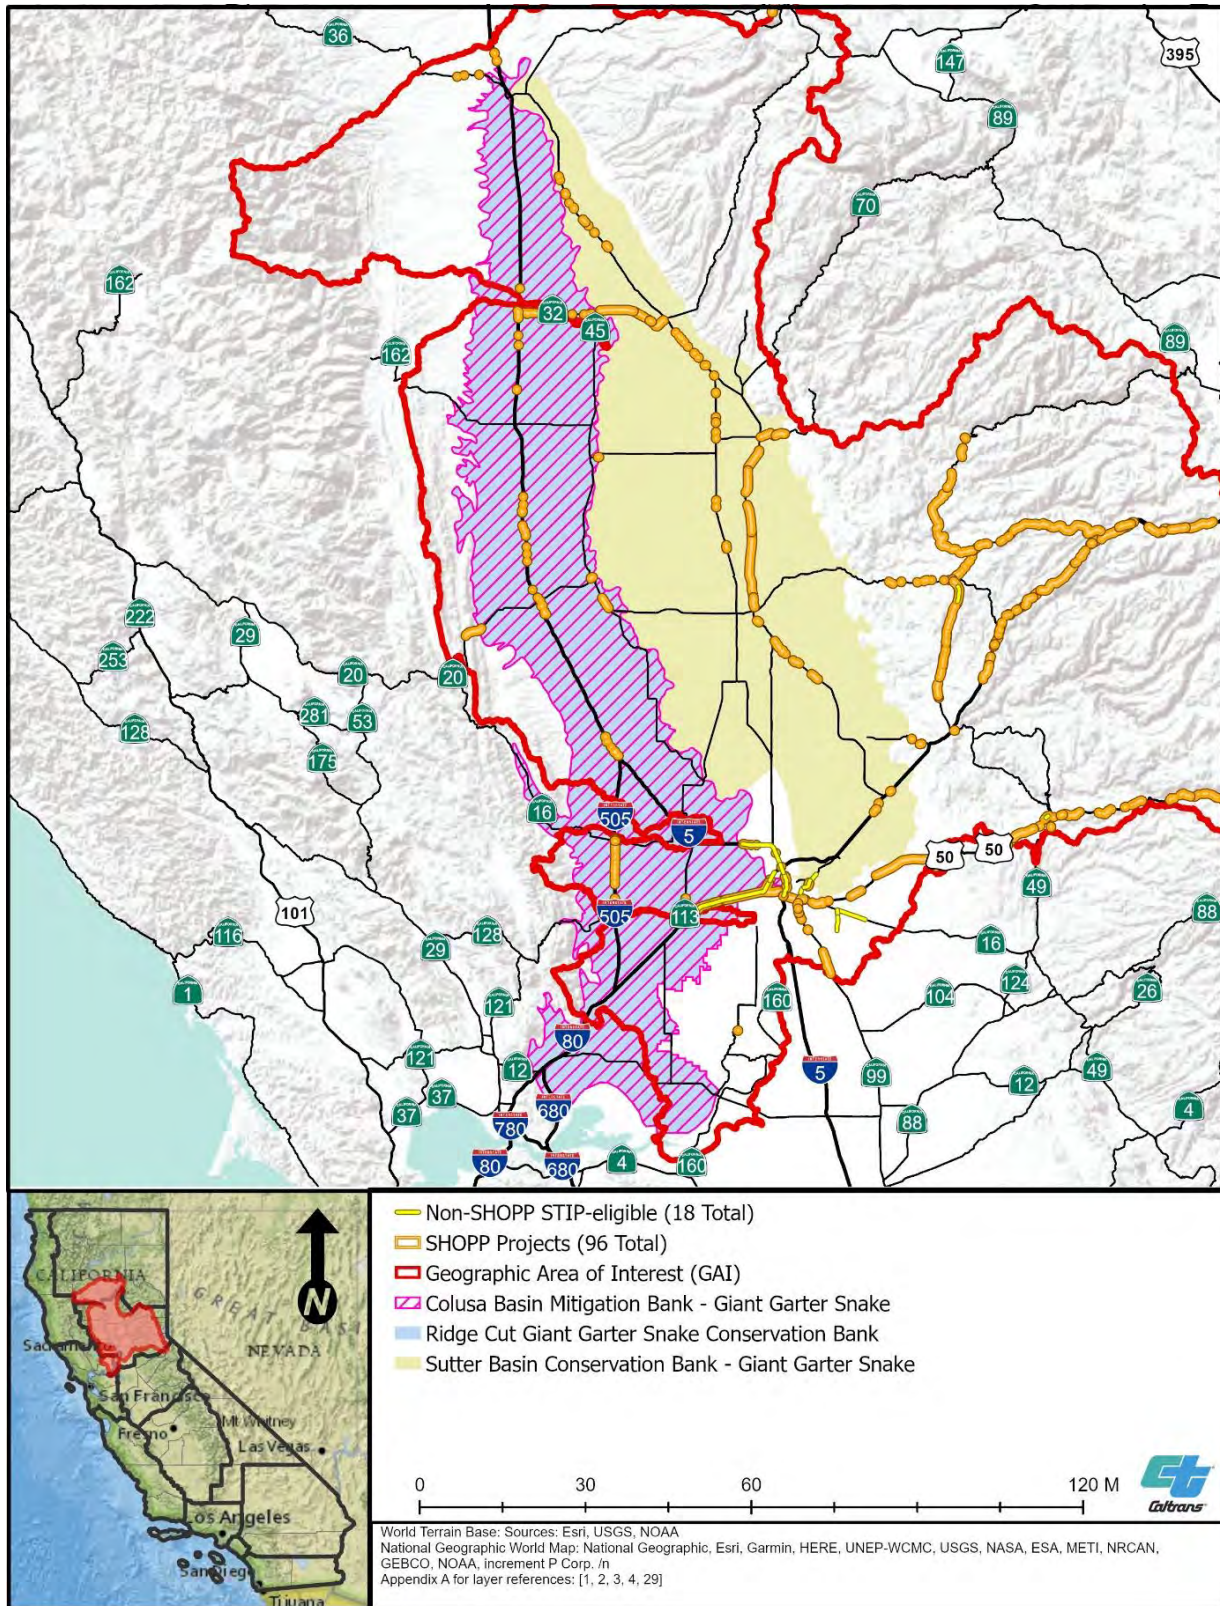 36
395
147
89
70
162
32
45
162
89
222
29
253
20
20
281
53
128
175
16
505
5
50
50
49
101
505
113
88
116
128
29
16
1
121
160
104
124
26
80
121
12
5
99
12
49
37
37
680
780
88
4
80
680
4
160
Non-SHOPP STIP-eligible (18 Total)
SHOPP Projects (96 Total)
Geographic Area of Interest (GAI)
Colusa Basin Mitigation Bank - Giant Garter Snake
Ridge Cut Giant Garter Snake Conservation Bank
Sutter Basin Conservation Bank - Giant Garter Snake
0 30 60 120 M
Caltrans
World Terrain Base: Sources: Esri, USGS, NOAA
National Geographic World Map: National Geographic, Esri, Garmin, HERE, UNEP-WCMC, USGS, NASA, ESA, METI, NRCAN,
GEBCO, NOAA, increment P Corp. /n
Appendix A for layer references: [1, 2, 3, 4, 29]
N
CALIFORNIA
GREAT BASI
NEVADA
Sacramento
San Francisco
Mt Whitney
Fresno
Las Vegas
Los Angeles
San Diego
Tijuana